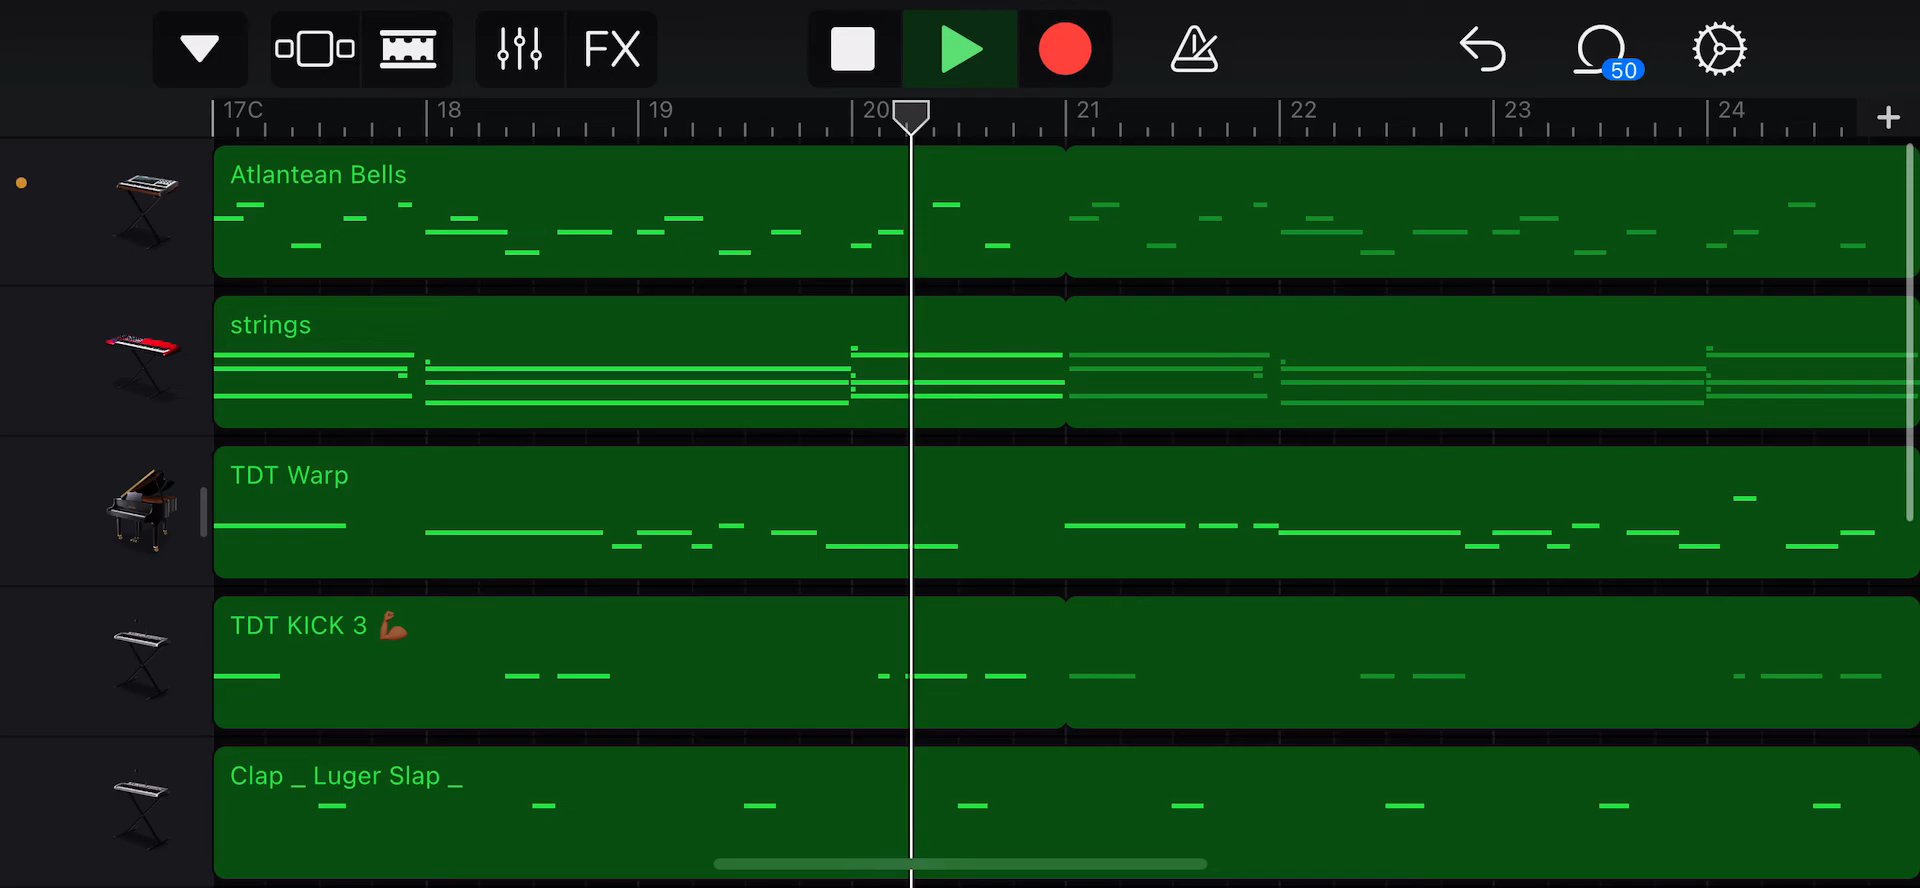 FX
50
17C 18 19 20 21 22 23 24 +
Atlantean Bells
strings
TDT Warp
TDT KICK 3 💪🏾
Clap _ Luger Slap _